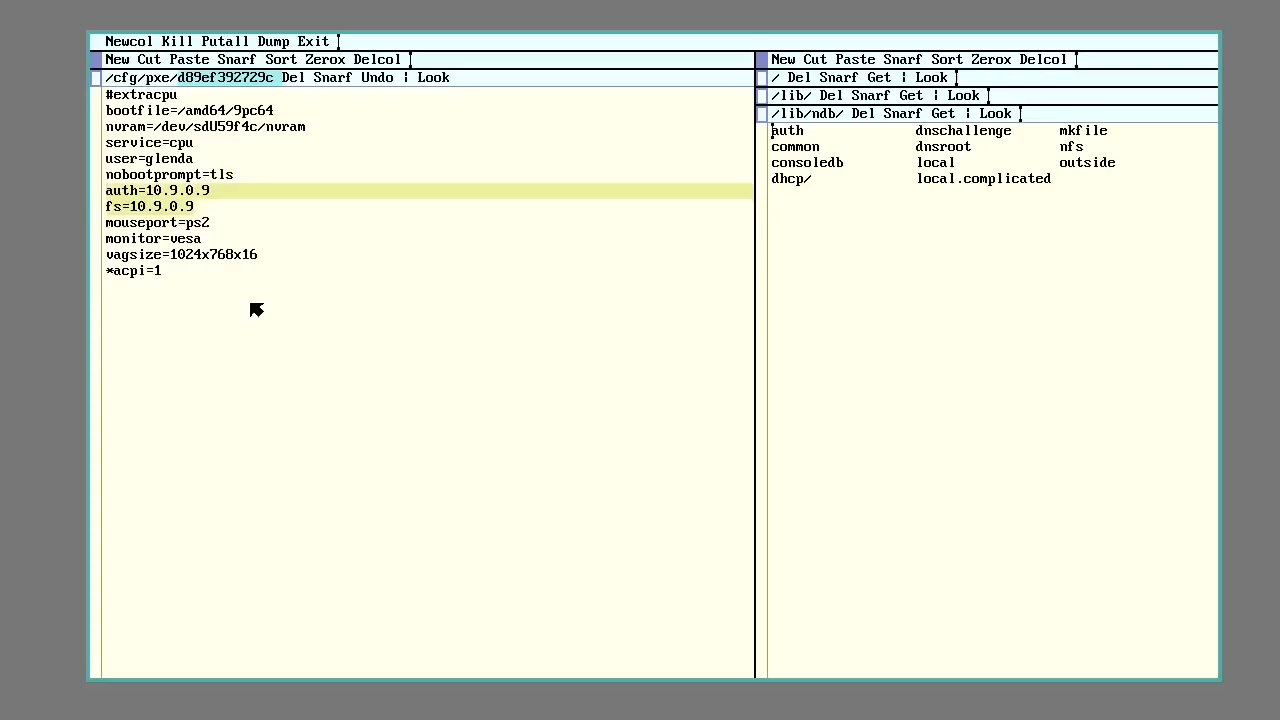 Newcol Kill Putall Dump Exit
New Cut Paste Snarf Sort Zerox Delcol
/cfg/pxe/d89ef392729c Del Snarf Undo | Look
#extracpu
bootfile=/amd64/9pc64
nvram=/dev/sdU59f4c/nvram
service=cpu
user=glenda
nobootprompt=tls
auth=10.9.0.9
fs=10.9.0.9
mouseport=ps2
monitor=vesa
vagsize=1024x768x16
*acpi=1
New Cut Paste Snarf Sort Zerox Delcol
/ Del Snarf Get | Look
/lib/ Del Snarf Get | Look
/lib/ndb/ Del Snarf Get | Look
auth dnschallenge mkfile
common dnsroot nfs
consoledb local outside
dhcp/ local.complicated